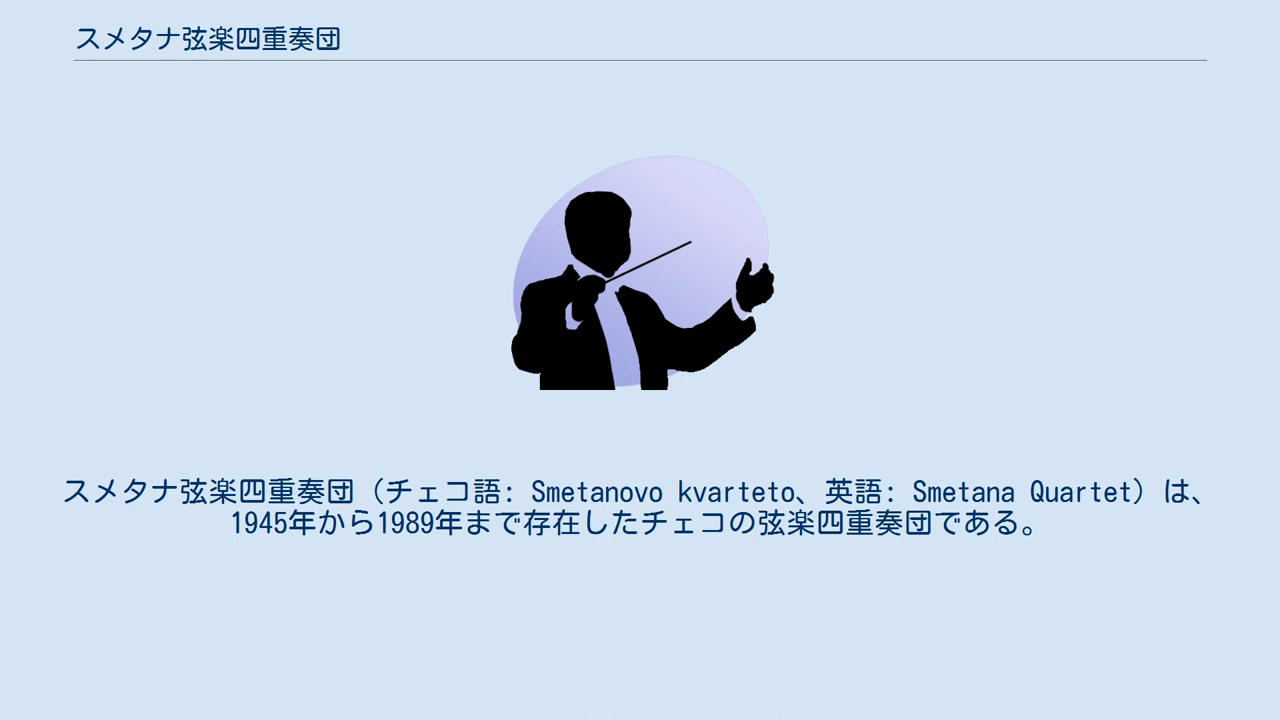 スメタナ弦楽四重奏団
スメタナ弦楽四重奏団（チェコ語: Smetanovo kvarteto、英語: Smetana Quartet）は、
1945年から1989年まで存在したチェコの弦楽四重奏団である。